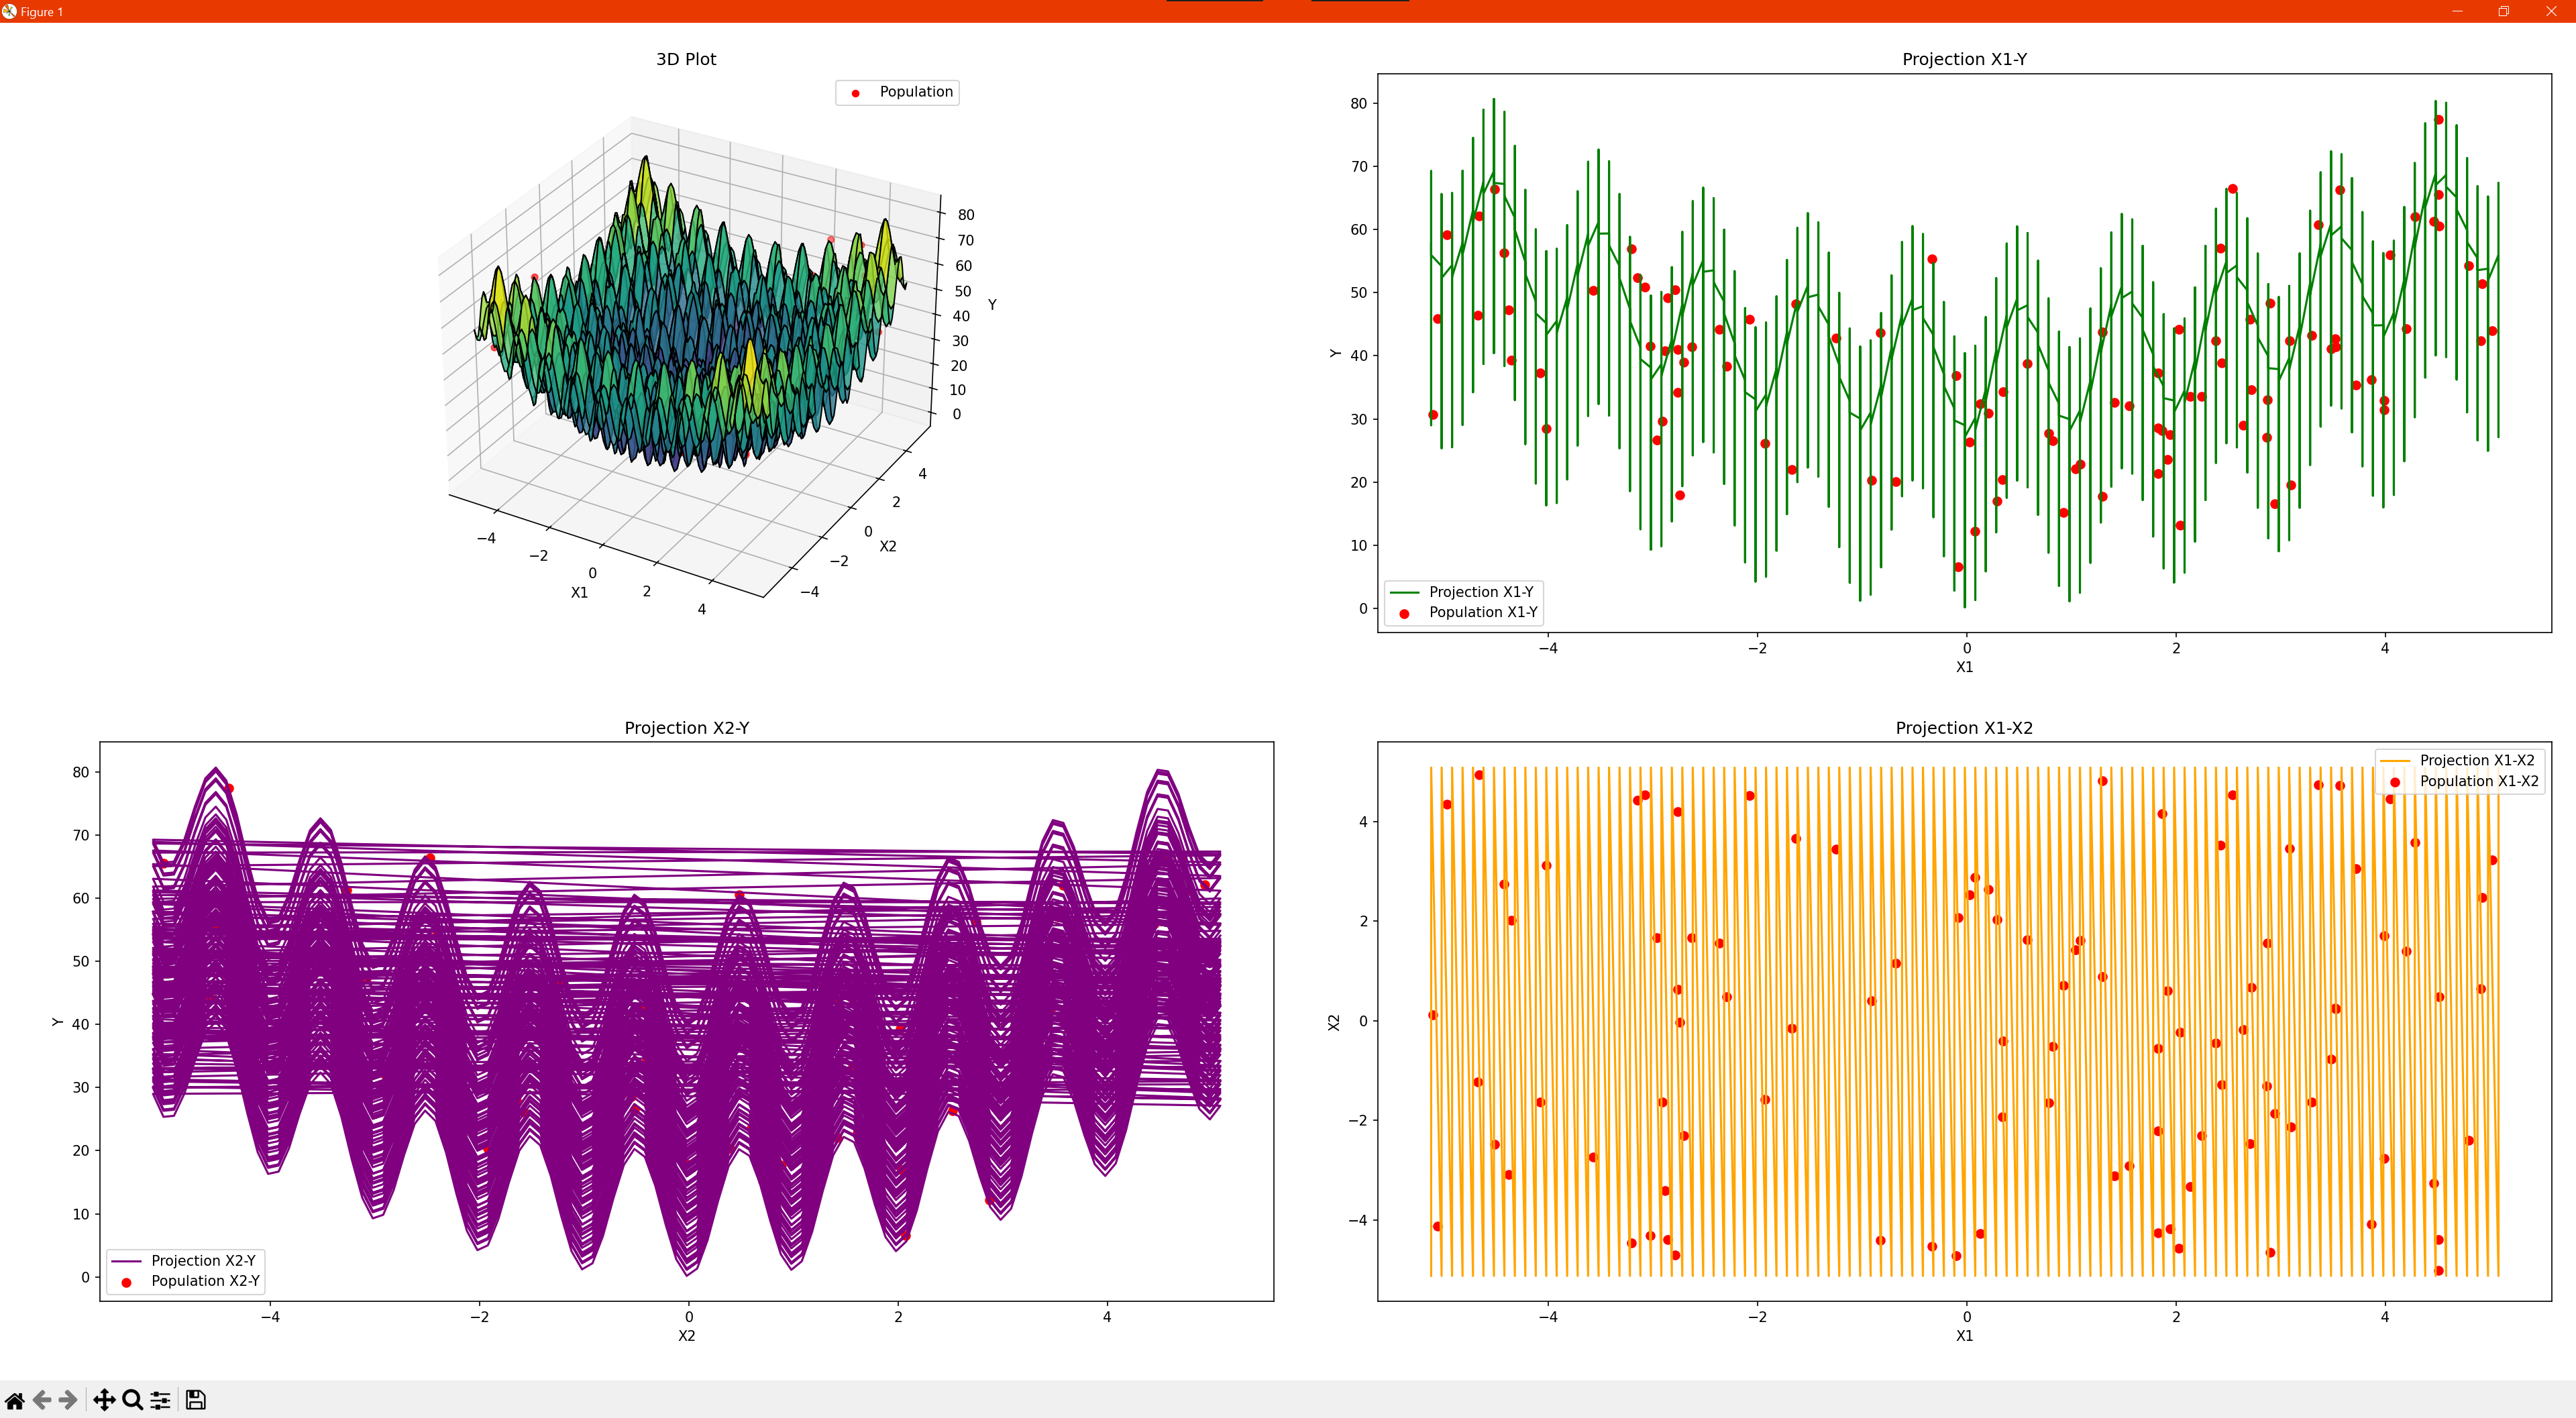 Figure 1
3D Plot
Population
80
70
60
50
40
30
20
10
0
Y
−4
−2
0
2
4
X1
−4
−2
0
2
4
X2
Projection X1-Y
80
70
60
50
40
30
20
10
0
Y
Projection X1-Y
Population X1-Y
−4
−2
0
2
4
X1
Projection X2-Y
80
70
60
50
40
30
20
10
0
Y
Projection X2-Y
Population X2-Y
−4
−2
0
2
4
X2
Projection X1-X2
Projection X1-X2
Population X1-X2
4
2
0
−2
−4
X2
−4
−2
0
2
4
X1